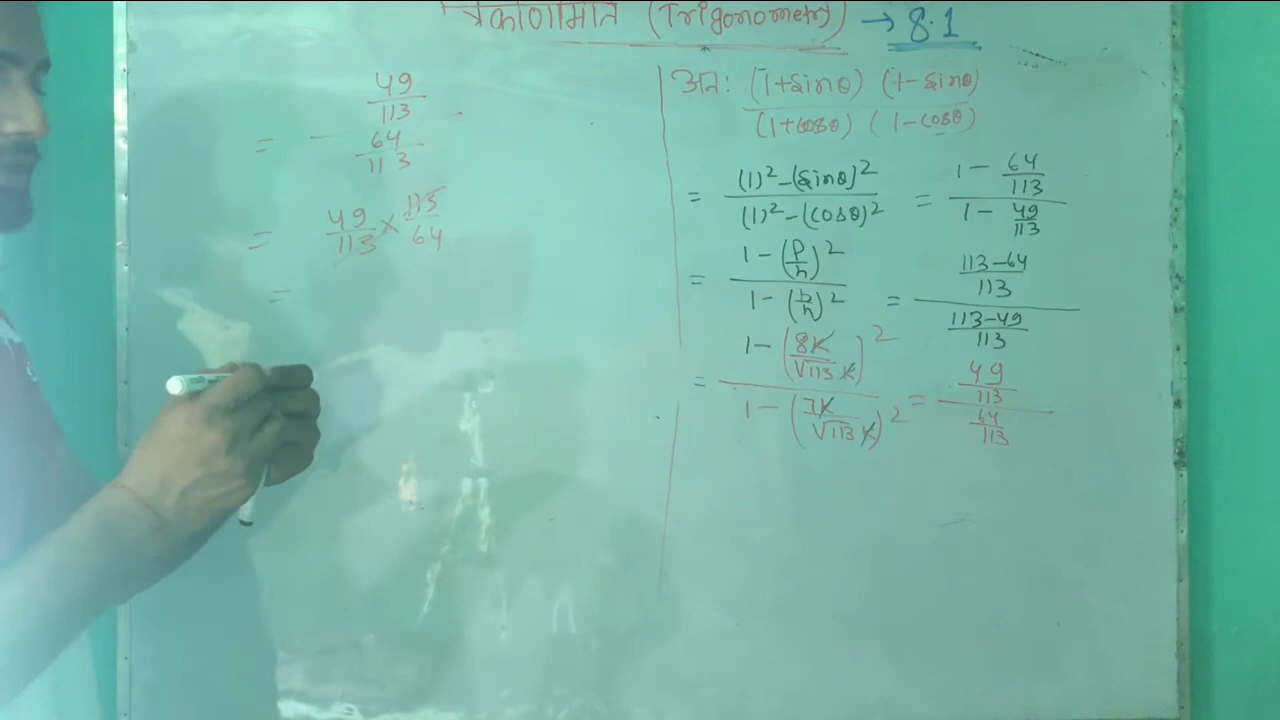 त्रिकोणमिति (Trigonometry) → 8.1
= 49/113 / 64/113
= 49/113 × 113/64
=
अतः (1+sinθ) (1-sinθ) / (1+cosθ) (1-cosθ)
= (1)²-(sinθ)² / (1)²-(cosθ)² = 1- 64/113 / 1- 49/113
= 1-(p/h)² / 1-(b/h)² = 113-64/113 / 113-49/113
= 1-(8K/√113 K)² / 1-(7K/√113 K)² = 49/113 / 64/113